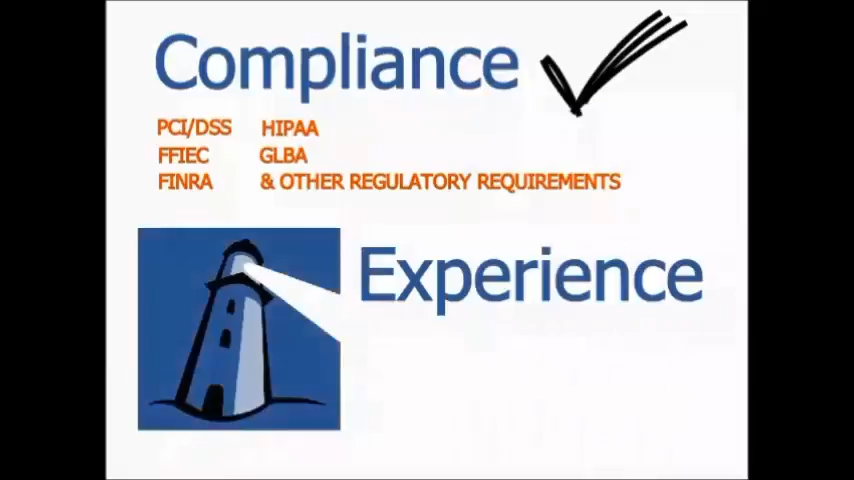 Compliance
PCI/DSS HIPAA
FFIEC GLBA
FINRA & OTHER REGULATORY REQUIREMENTS
Experience